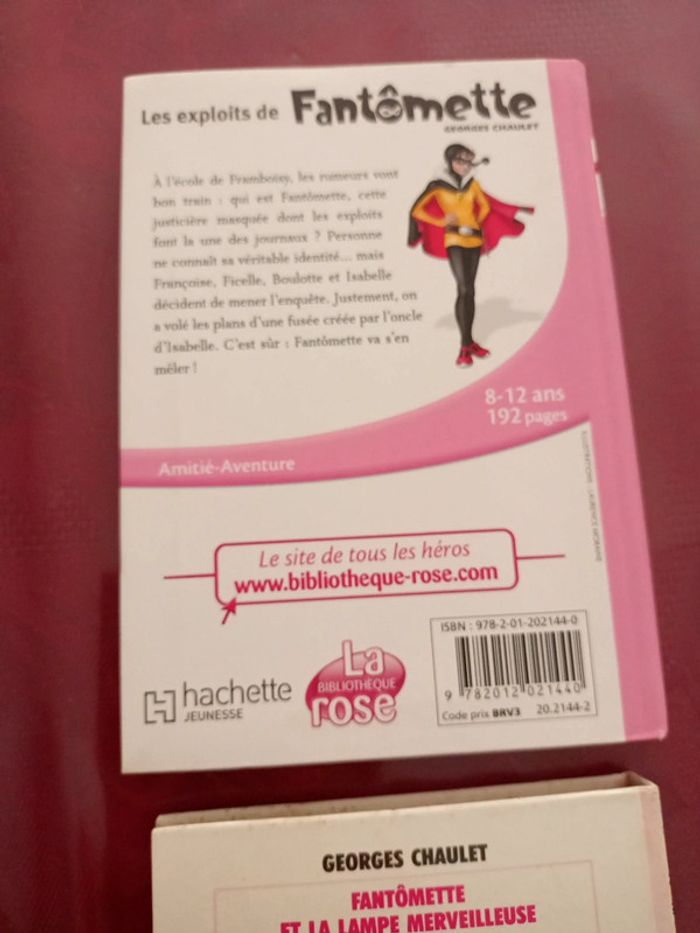 Les exploits de Fantômette
GEORGES CHAULET
À l'école de Framboisy, les rumeurs vont
bon train : qui est Fantômette, cette
justicière masquée dont les exploits
font la une des journaux ? Personne
ne connaît sa véritable identité... mais
Françoise, Ficelle, Boulotte et Isabelle
décident de mener l'enquête. Justement, on
a volé les plans d'une fusée créée par l'oncle
d'Isabelle. C'est sûr : Fantômette va s'en
mêler !
8-12 ans
192 pages
Amitié-Aventure
ILLUSTRATIONS : LAURENCE MORAINE
Le site de tous les héros
www.bibliotheque-rose.com
ISBN : 978-2-01-202144-0
9 782012 021440
Code prix BRV3 20.2144-2
hachette
JEUNESSE
La
BIBLIOTHÈQUE
rose
GEORGES CHAULET
FANTÔMETTE
ET LA LAMPE MERVEILLEUSE